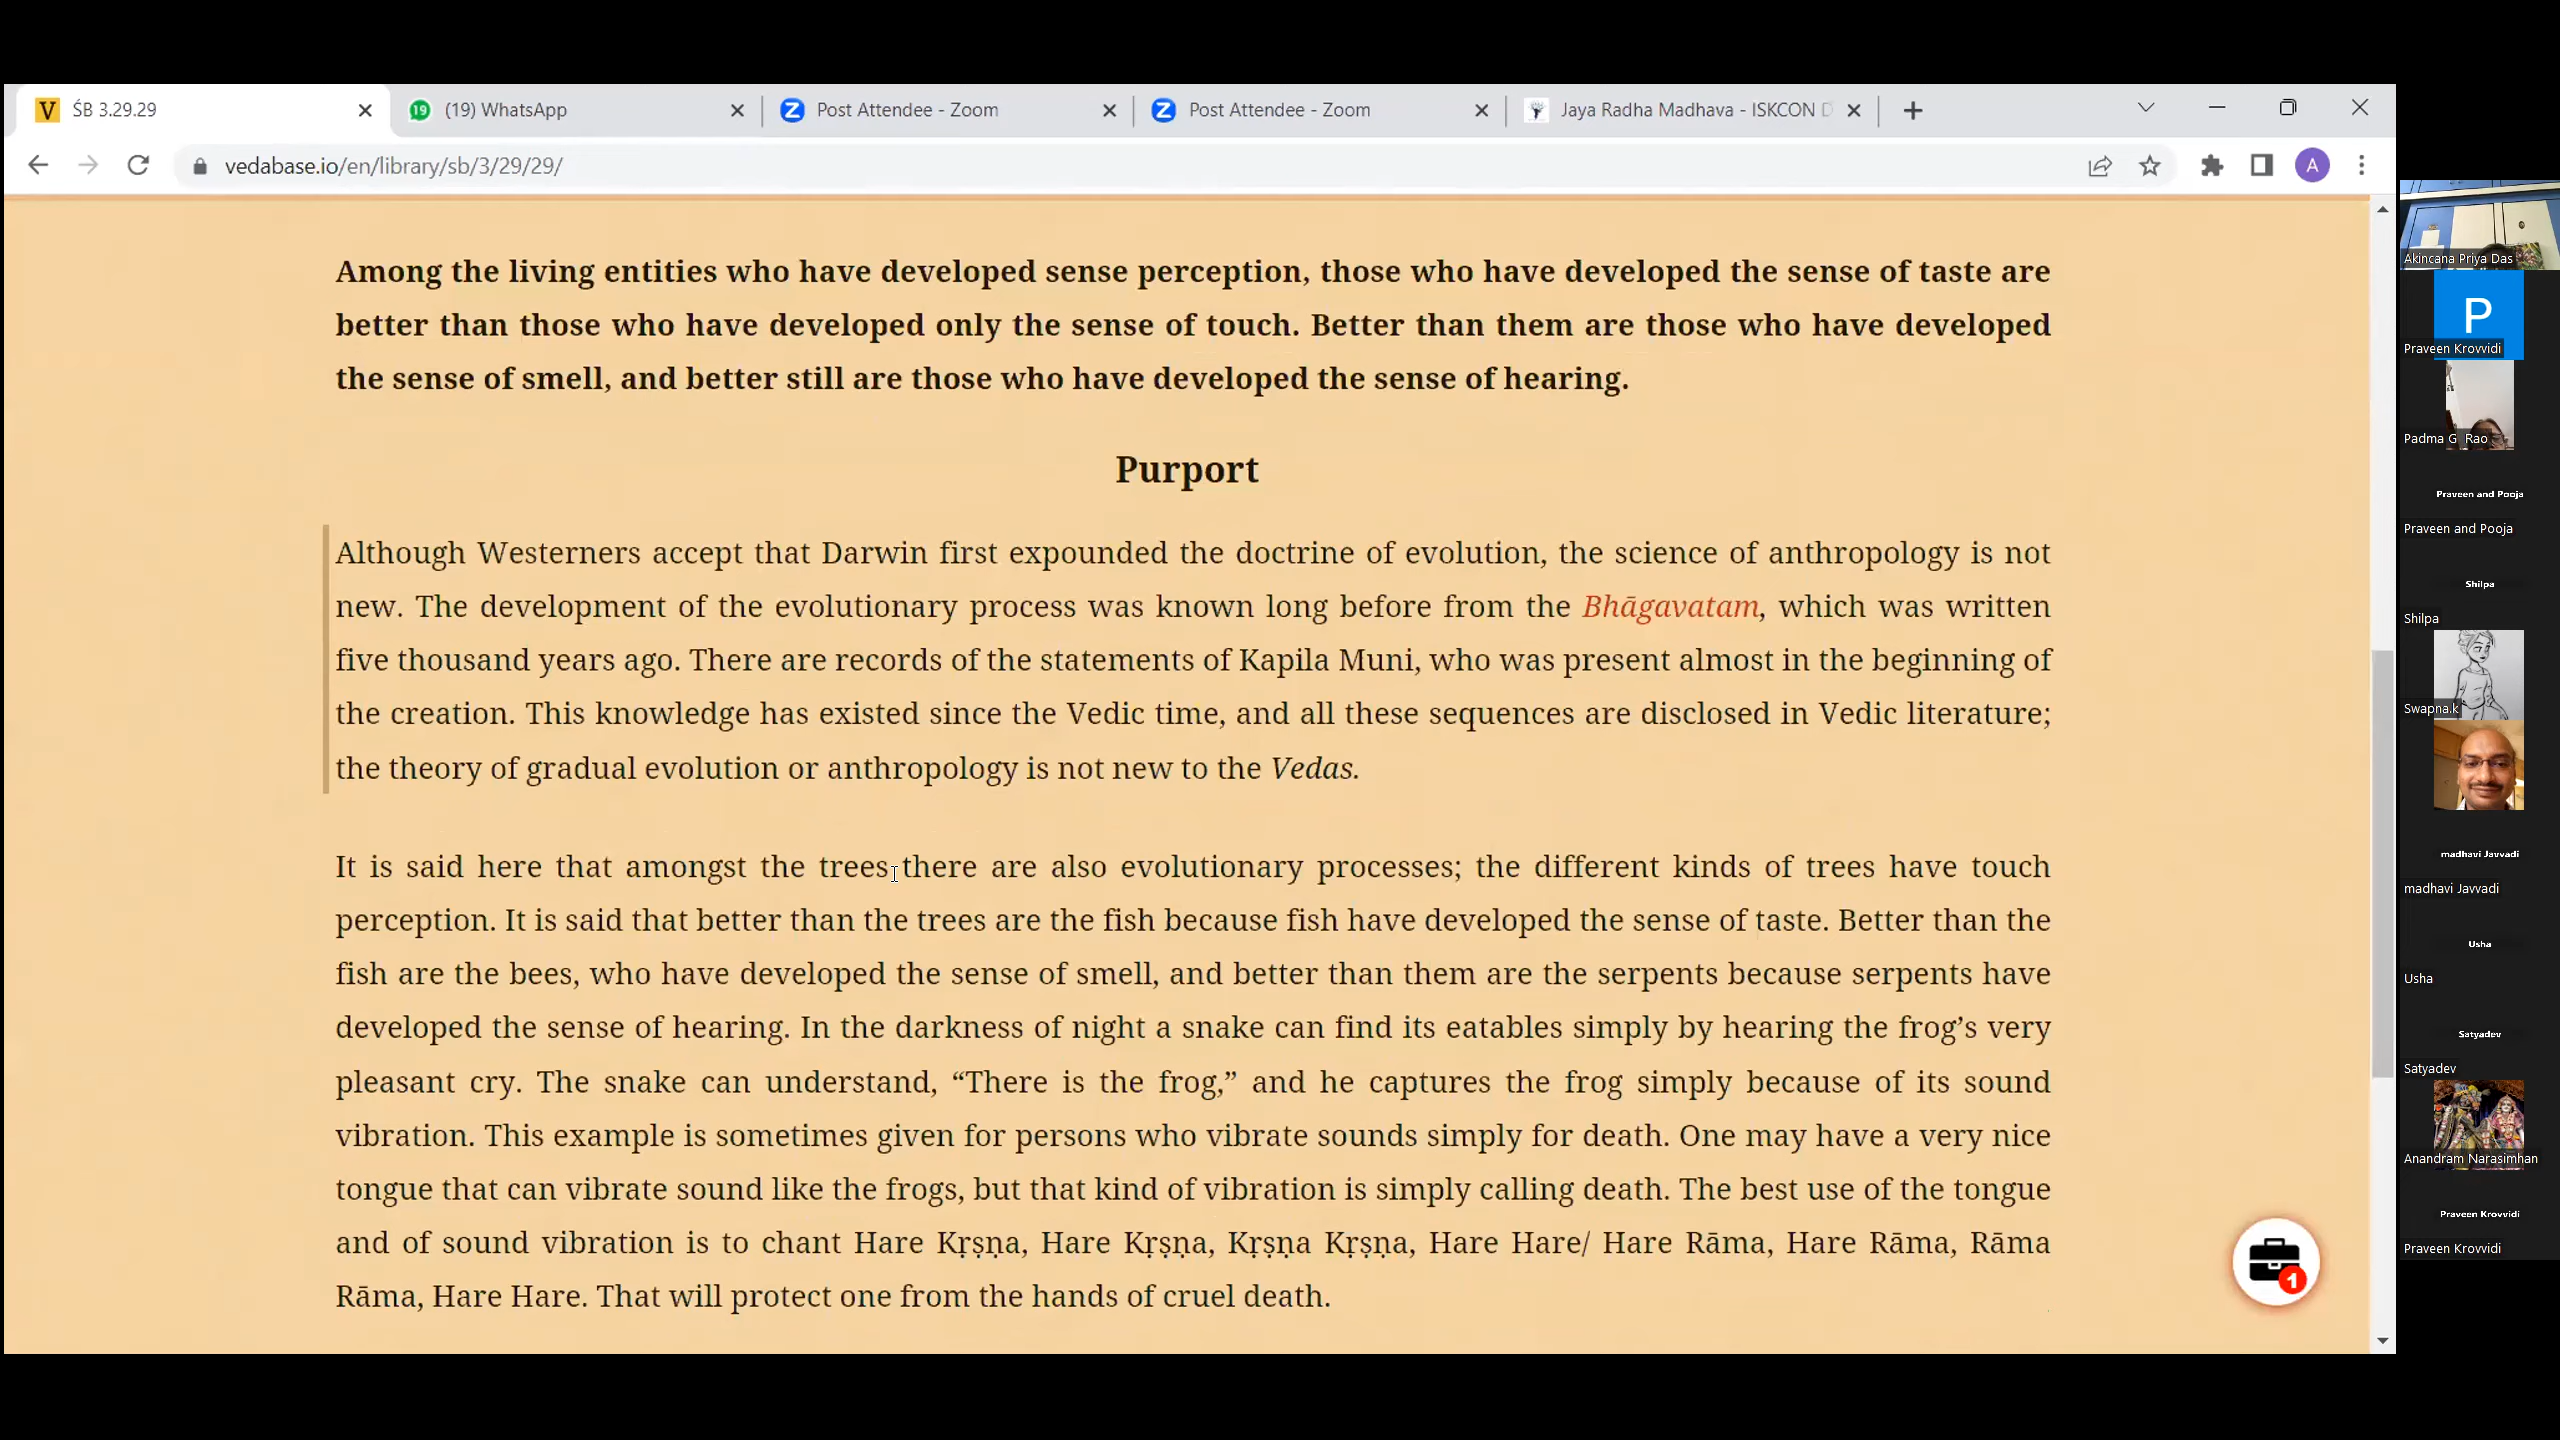 ŚB 3.29.29
(19) WhatsApp
Post Attendee - Zoom
Post Attendee - Zoom
Jaya Radha Madhava - ISKCON D
vedabase.io/en/library/sb/3/29/29/
A
Among the living entities who have developed sense perception, those who have developed the sense of taste are
better than those who have developed only the sense of touch. Better than them are those who have developed
the sense of smell, and better still are those who have developed the sense of hearing.
Purport
Although Westerners accept that Darwin first expounded the doctrine of evolution, the science of anthropology is not
new. The development of the evolutionary process was known long before from the Bhāgavatam, which was written
five thousand years ago. There are records of the statements of Kapila Muni, who was present almost in the beginning of
the creation. This knowledge has existed since the Vedic time, and all these sequences are disclosed in Vedic literature;
the theory of gradual evolution or anthropology is not new to the Vedas.
It is said here that amongst the trees there are also evolutionary processes; the different kinds of trees have touch
perception. It is said that better than the trees are the fish because fish have developed the sense of taste. Better than the
fish are the bees, who have developed the sense of smell, and better than them are the serpents because serpents have
developed the sense of hearing. In the darkness of night a snake can find its eatables simply by hearing the frog’s very
pleasant cry. The snake can understand, “There is the frog,” and he captures the frog simply because of its sound
vibration. This example is sometimes given for persons who vibrate sounds simply for death. One may have a very nice
tongue that can vibrate sound like the frogs, but that kind of vibration is simply calling death. The best use of the tongue
and of sound vibration is to chant Hare Kṛṣṇa, Hare Kṛṣṇa, Kṛṣṇa Kṛṣṇa, Hare Hare/ Hare Rāma, Hare Rāma, Rāma
Rāma, Hare Hare. That will protect one from the hands of cruel death.
1
Akincana Priya Das
P
Praveen Krovvidi
Padma G Rao
Praveen and Pooja
Praveen and Pooja
Shilpa
Shilpa
Swapna.k
madhavi Javvadi
madhavi Javvadi
Usha
Usha
Satyadev
Satyadev
Anandram Narasimhan
Praveen Krovvidi
Praveen Krovvidi